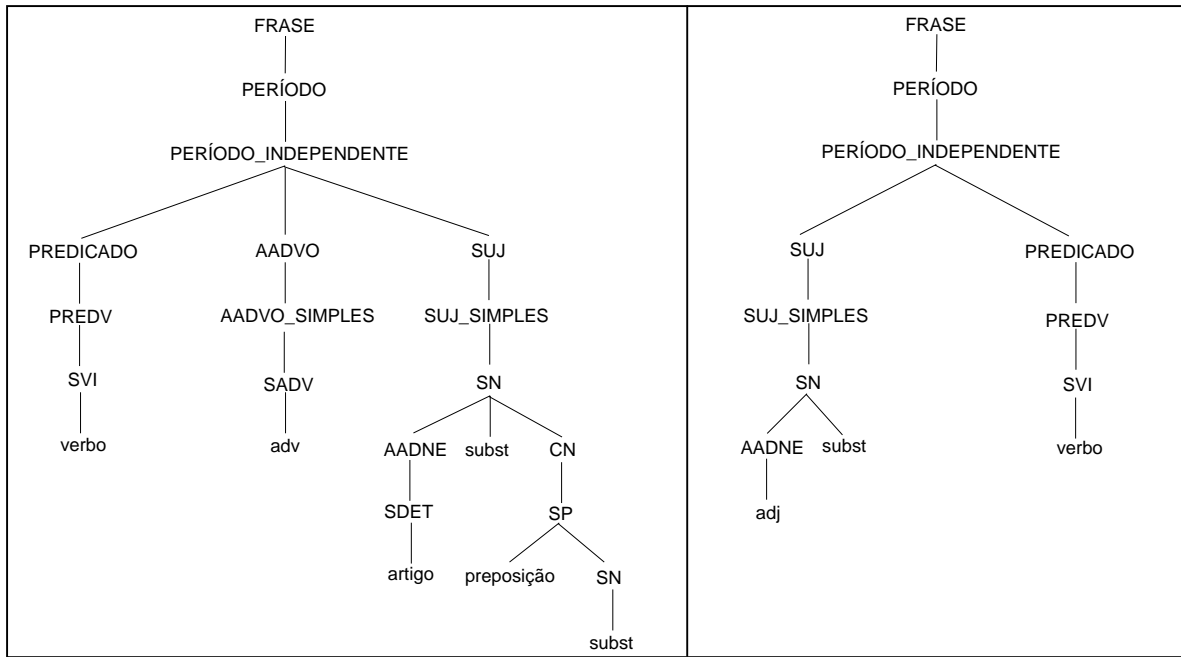 FRASE
PERÍODO
PERÍODO_INDEPENDENTE
PREDICADO AADVO SUJ
PREDV AADVO_SIMPLES SUJ_SIMPLES
SVI SADV SN
verbo adv AADNE subst CN
SDET SP
artigo preposição SN
subst
FRASE
PERÍODO
PERÍODO_INDEPENDENTE
SUJ PREDICADO
SUJ_SIMPLES PREDV
SN SVI
AADNE subst verbo
adj